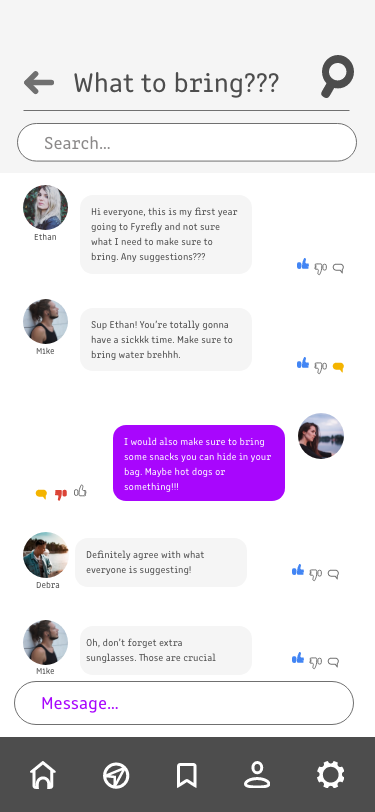 What to bring???
Search...
Hi everyone, this is my first year
going to Fyrefly and not sure
what I need to make sure to
bring. Any suggestions???
Ethan
Sup Ethan! You're totally gonna
have a sickkk time. Make sure to
bring water brehhh.
Mike
I would also make sure to bring
some snacks you can hide in your
bag. Maybe hot dogs or
something!!!
Definitely agree with what
everyone is suggesting!
Debra
Oh, don't forget extra
sunglasses. Those are crucial
Mike
Message...